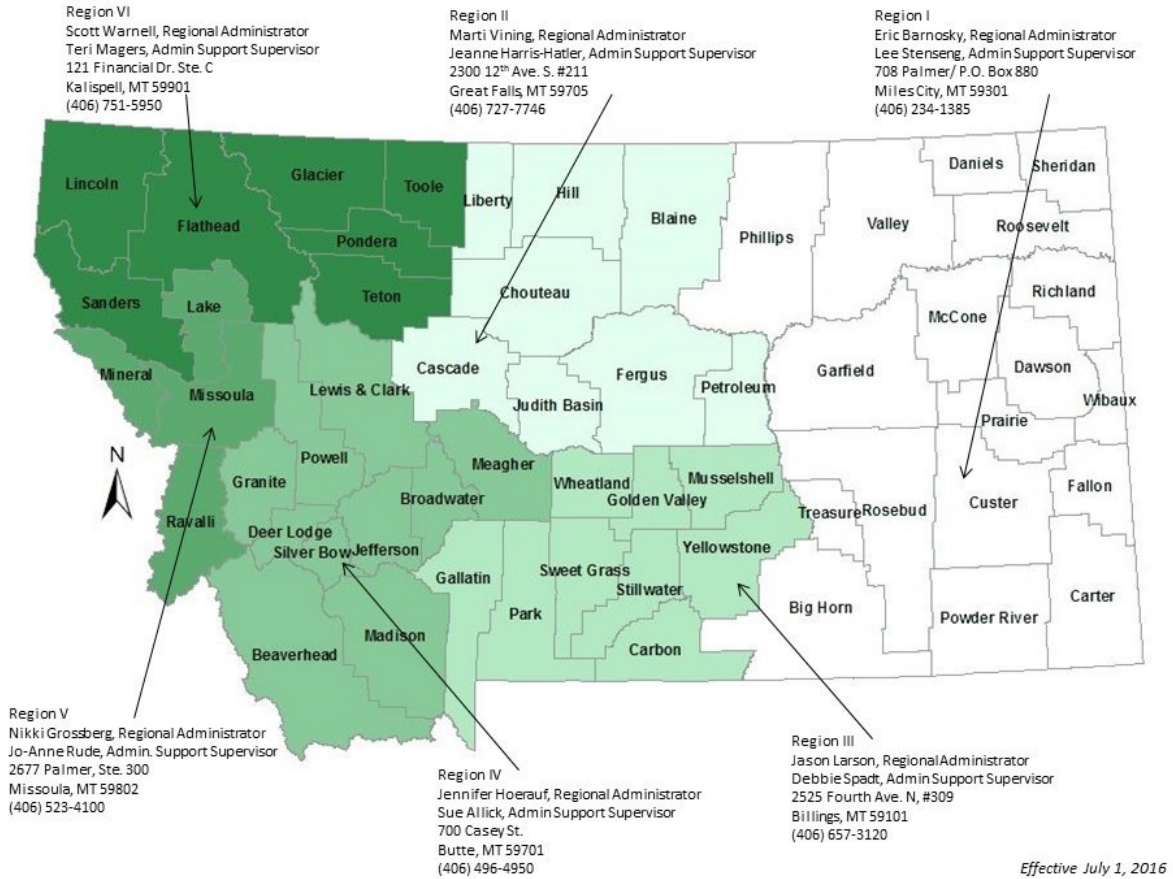 Region VI
Scott Warnell, Regional Administrator
Teri Magers, Admin Support Supervisor
121 Financial Dr. Ste. C
Kalispell, MT 59901
(406) 751-5950
Region II
Marti Vining, Regional Administrator
Jeanne Harris-Hatler, Admin Support Supervisor
2300 12th Ave. S. #211
Great Falls, MT 59705
(406) 727-7746
Region I
Eric Barnosky, Regional Administrator
Lee Stenseng, Admin Support Supervisor
708 Palmer/ P.O. Box 880
Miles City, MT 59301
(406) 234-1385
Lincoln
Flathead
Glacier
Toole
Pondera
Teton
Sanders
Lake
Liberty
Hill
Blaine
Chouteau
Phillips
Valley
Daniels
Sheridan
Roosevelt
Richland
McCone
Dawson
Wibaux
Garfield
Prairie
Mineral
Missoula
Lewis & Clark
Cascade
Judith Basin
Fergus
Petroleum
N
Ravalli
Granite
Powell
Deer Lodge
Silver Bow
Jefferson
Broadwater
Meagher
Wheatland
Golden Valley
Musselshell
Treasure
Rosebud
Custer
Fallon
Gallatin
Park
Sweet Grass
Stillwater
Yellowstone
Carbon
Big Horn
Powder River
Carter
Madison
Beaverhead
Region V
Nikki Grossberg, Regional Administrator
Jo-Anne Rude, Admin. Support Supervisor
2677 Palmer, Ste. 300
Missoula, MT 59802
(406) 523-4100
Region IV
Jennifer Hoerauf, Regional Administrator
Sue Allick, Admin Support Supervisor
700 Casey St.
Butte, MT 59701
(406) 496-4950
Region III
Jason Larson, Regional Administrator
Debbie Spadt, Admin Support Supervisor
2525 Fourth Ave. N, #309
Billings, MT 59101
(406) 657-3120
Effective July 1, 2016